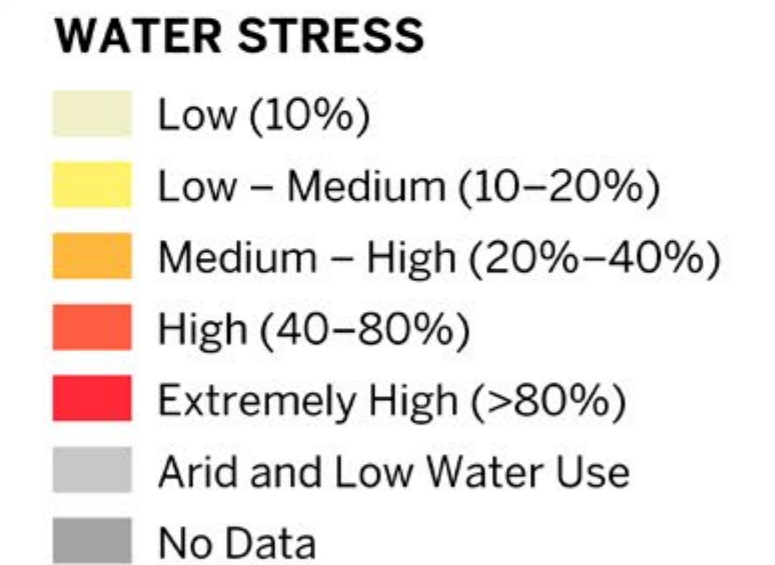 WATER STRESS
Low (10%)
Low – Medium (10–20%)
Medium – High (20%–40%)
High (40–80%)
Extremely High (>80%)
Arid and Low Water Use
No Data